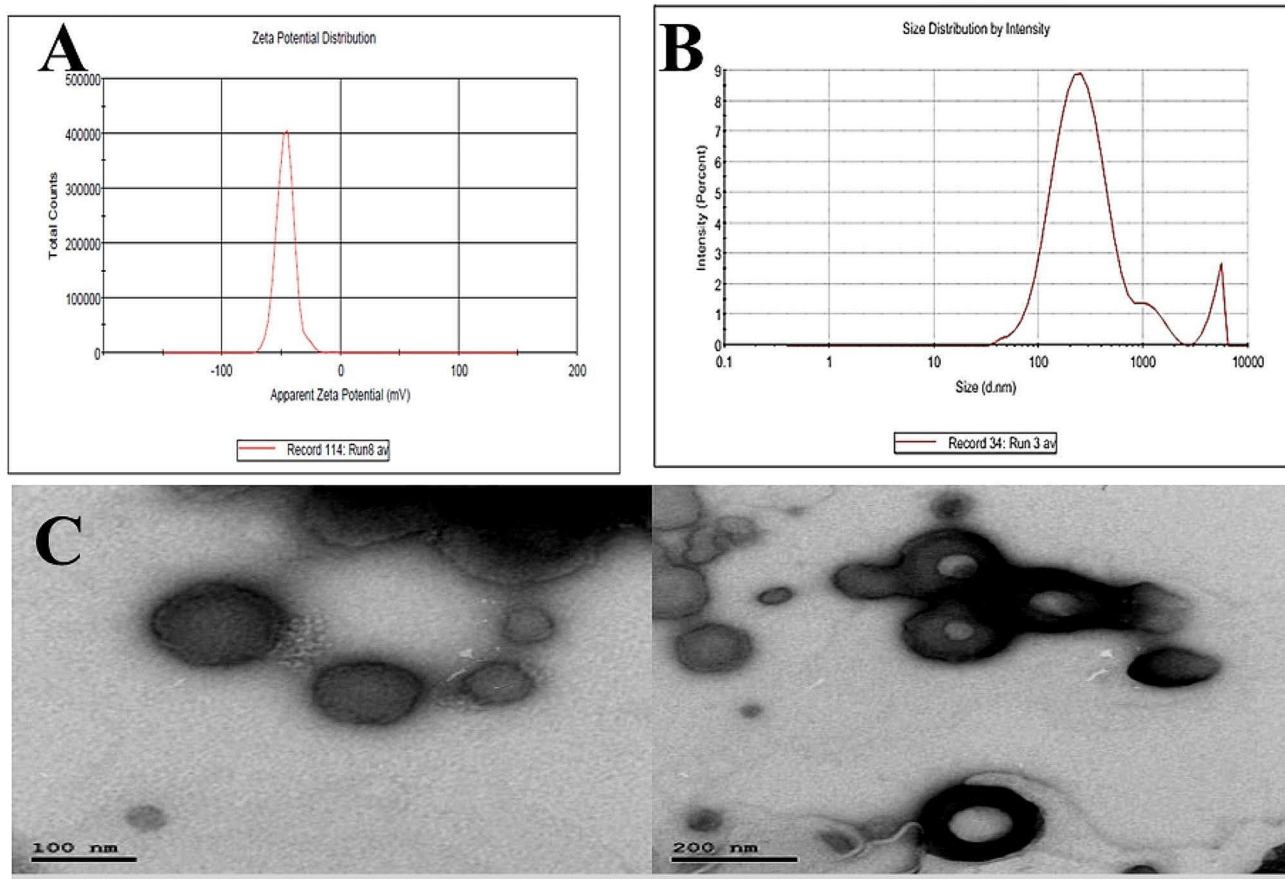 A
Zeta Potential Distribution
500000
400000
300000
200000
100000
0
Total Counts
-100 0 100 200
Apparent Zeta Potential (mV)
Record 114: Run8 av
B
Size Distribution by Intensity
9
8
7
6
5
4
3
2
1
0
Intensity (Percent)
0.1 1 10 100 1000 10000
Size (d.nm)
Record 34: Run 3 av
C
100 nm
200 nm